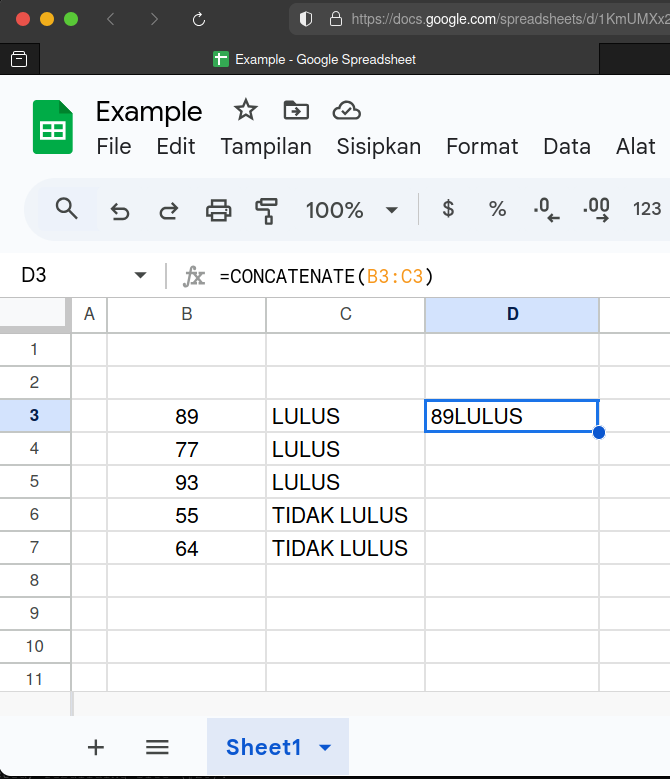 https://docs.google.com/spreadsheets/d/1KmUMXx2
Example - Google Spreadsheet
Example
File Edit Tampilan Sisipkan Format Data Alat
100% $ % .0 .00 123
D3 fx =CONCATENATE(B3:C3)
A B C D
1
2
3 89 LULUS 89LULUS
4 77 LULUS
5 93 LULUS
6 55 TIDAK LULUS
7 64 TIDAK LULUS
8
9
10
11
+ Sheet1